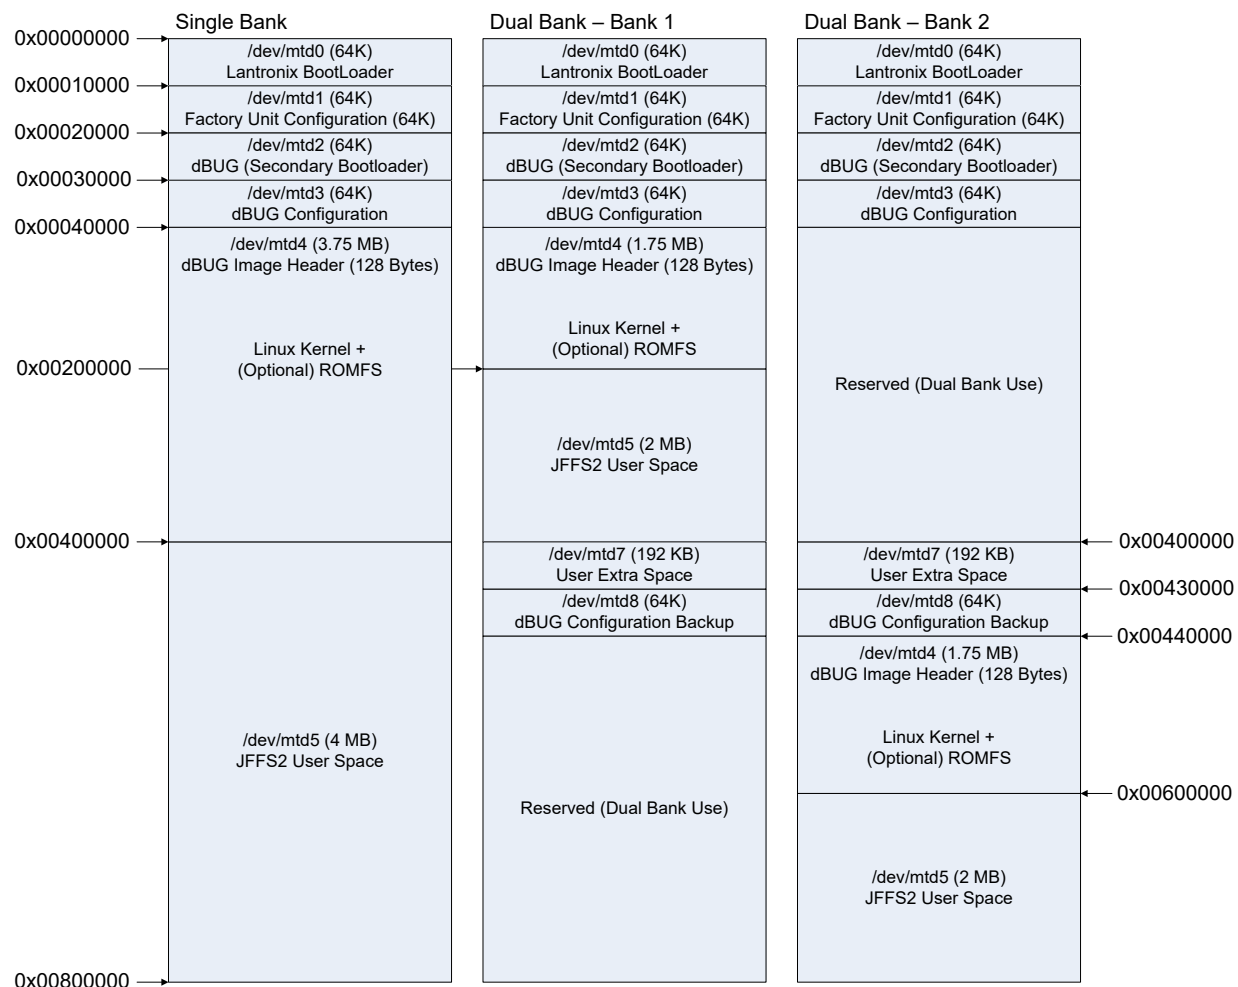 Single Bank
Dual Bank – Bank 1
Dual Bank – Bank 2
0x00000000
0x00010000
0x00020000
0x00030000
0x00040000
0x00200000
0x00400000
0x00800000
/dev/mtd0 (64K)
Lantronix BootLoader
/dev/mtd1 (64K)
Factory Unit Configuration (64K)
/dev/mtd2 (64K)
dBUG (Secondary Bootloader)
/dev/mtd3 (64K)
dBUG Configuration
/dev/mtd4 (3.75 MB)
dBUG Image Header (128 Bytes)
Linux Kernel +
(Optional) ROMFS
/dev/mtd5 (4 MB)
JFFS2 User Space
/dev/mtd0 (64K)
Lantronix BootLoader
/dev/mtd1 (64K)
Factory Unit Configuration (64K)
/dev/mtd2 (64K)
dBUG (Secondary Bootloader)
/dev/mtd3 (64K)
dBUG Configuration
/dev/mtd4 (1.75 MB)
dBUG Image Header (128 Bytes)
Linux Kernel +
(Optional) ROMFS
/dev/mtd5 (2 MB)
JFFS2 User Space
/dev/mtd7 (192 KB)
User Extra Space
/dev/mtd8 (64K)
dBUG Configuration Backup
Reserved (Dual Bank Use)
/dev/mtd0 (64K)
Lantronix BootLoader
/dev/mtd1 (64K)
Factory Unit Configuration (64K)
/dev/mtd2 (64K)
dBUG (Secondary Bootloader)
/dev/mtd3 (64K)
dBUG Configuration
Reserved (Dual Bank Use)
/dev/mtd7 (192 KB)
User Extra Space
/dev/mtd8 (64K)
dBUG Configuration Backup
/dev/mtd4 (1.75 MB)
dBUG Image Header (128 Bytes)
Linux Kernel +
(Optional) ROMFS
/dev/mtd5 (2 MB)
JFFS2 User Space
0x00400000
0x00430000
0x00440000
0x00600000